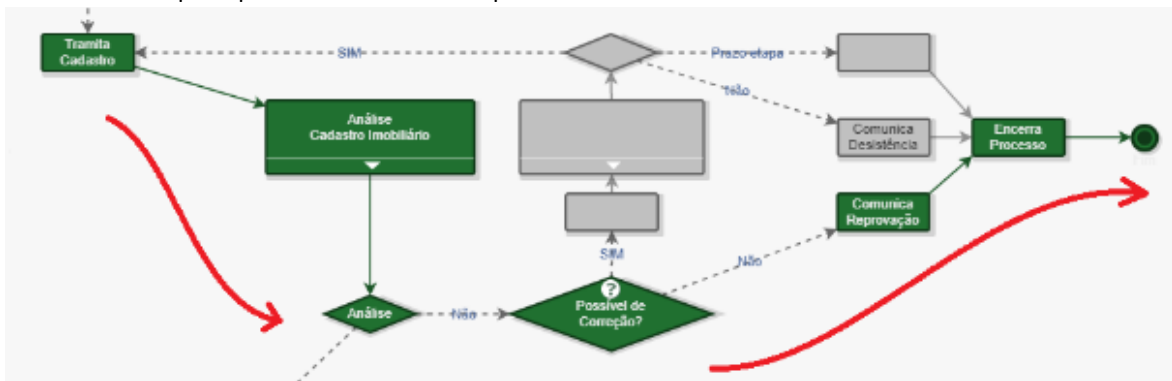 Tramita
Cadastro
SIM
Prazo etapa
Não
Análise
Cadastro Imobiliário
Comunica
Desistência
Encerra
Processo
Comunica
Reprovação
SIM
Não
?
Possível de
Correção?
Análise
Não